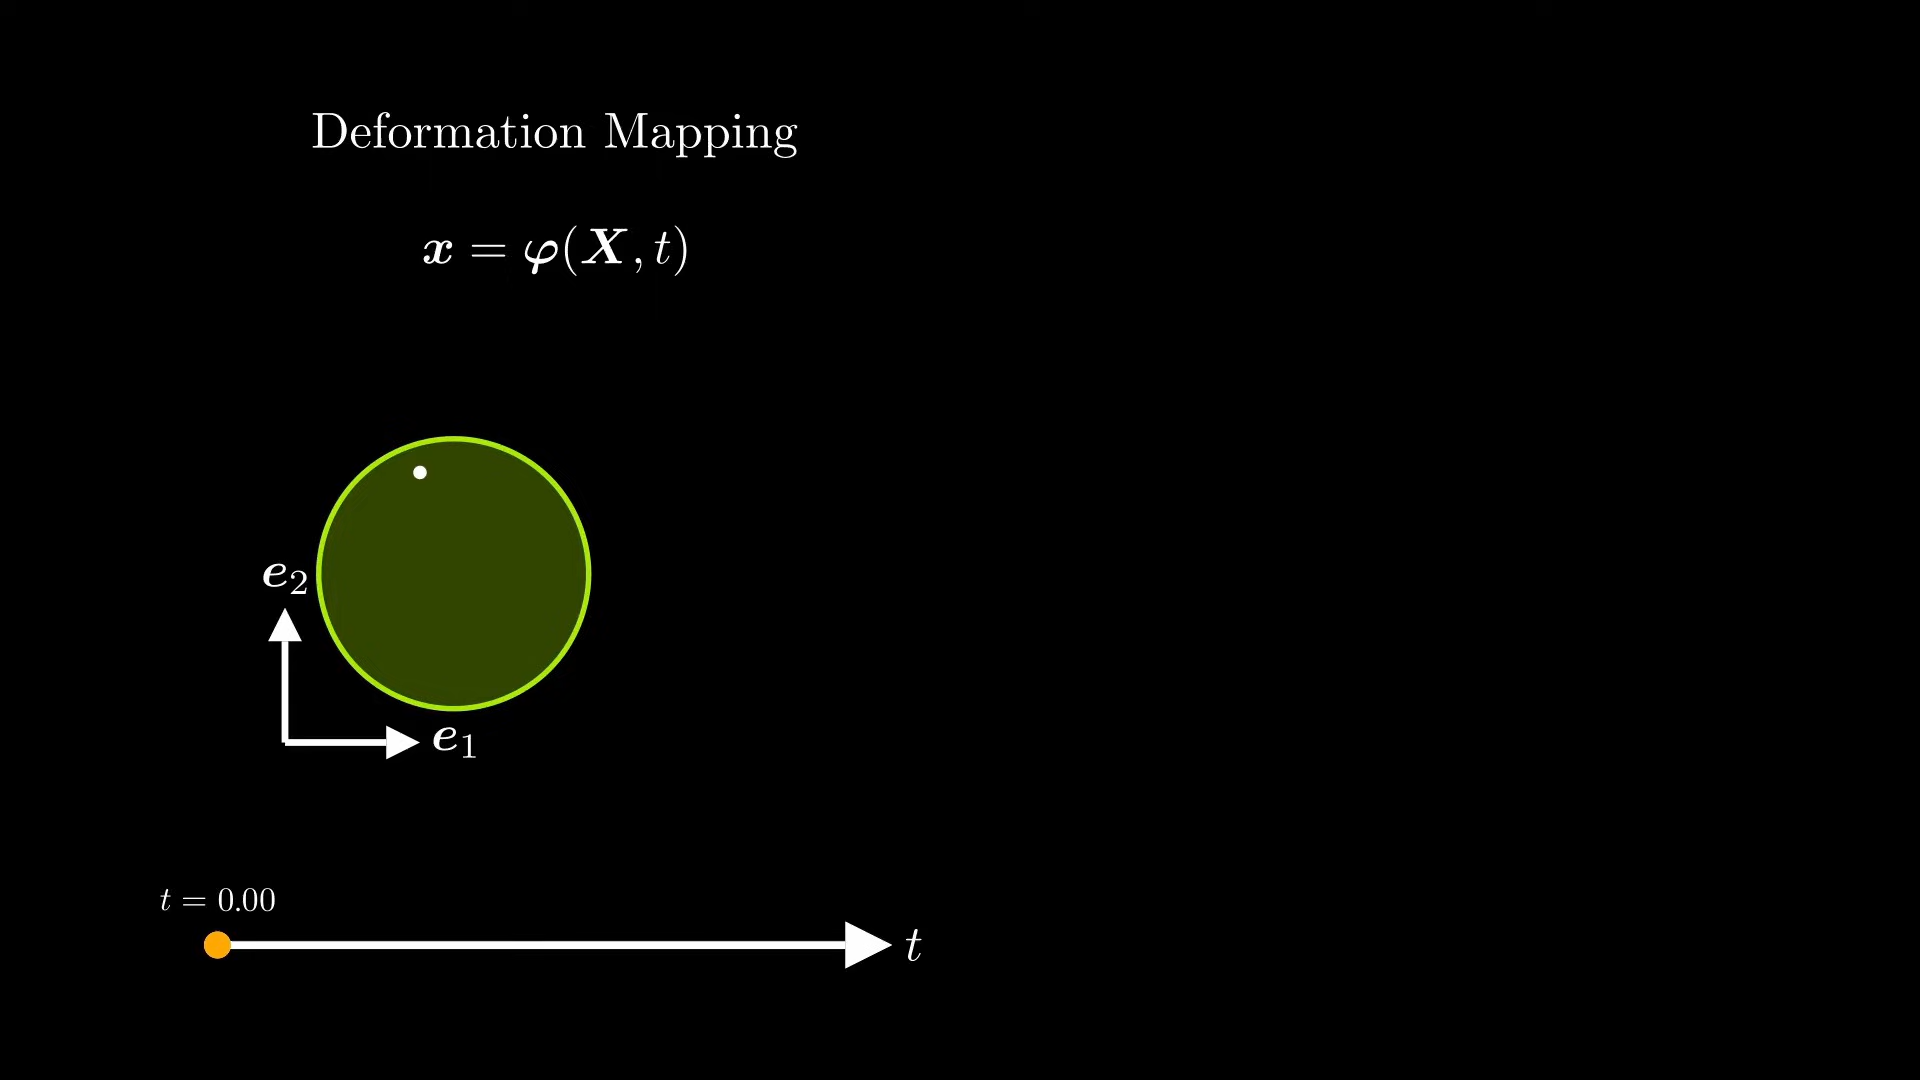 Deformation Mapping
x = φ(X, t)
e₂
e₁
t = 0.00
t